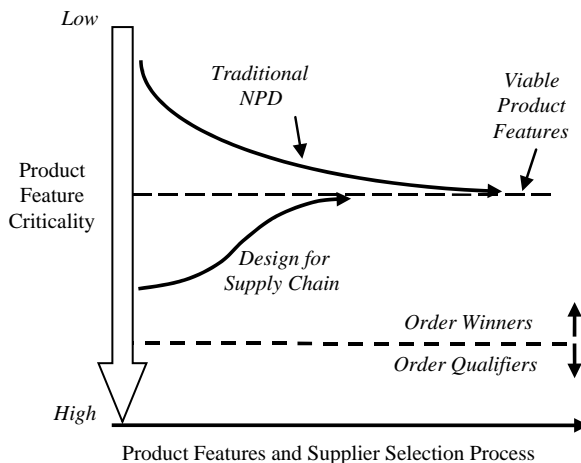 Low
Traditional
NPD
Viable
Product
Features
Product
Feature
Criticality
Design for
Supply Chain
Order Winners
Order Qualifiers
High
Product Features and Supplier Selection Process